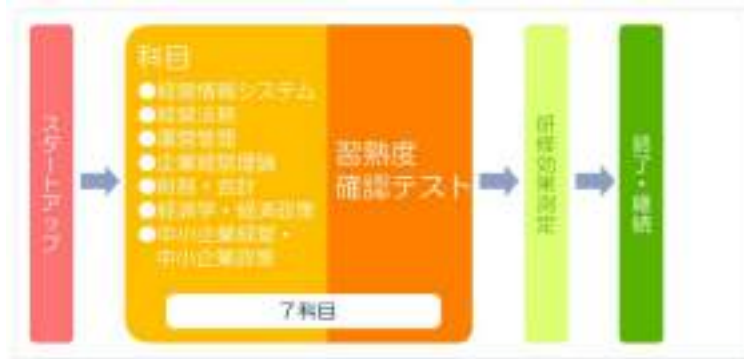 スタートアップ
科目
●経営情報システム
●経営法務
●運営管理
●企業経営理論
●財務・会計
●経済学・経済政策
●中小企業経営・
中小企業政策
習熟度
確認テスト
7科目
研修効果測定
終了・継続